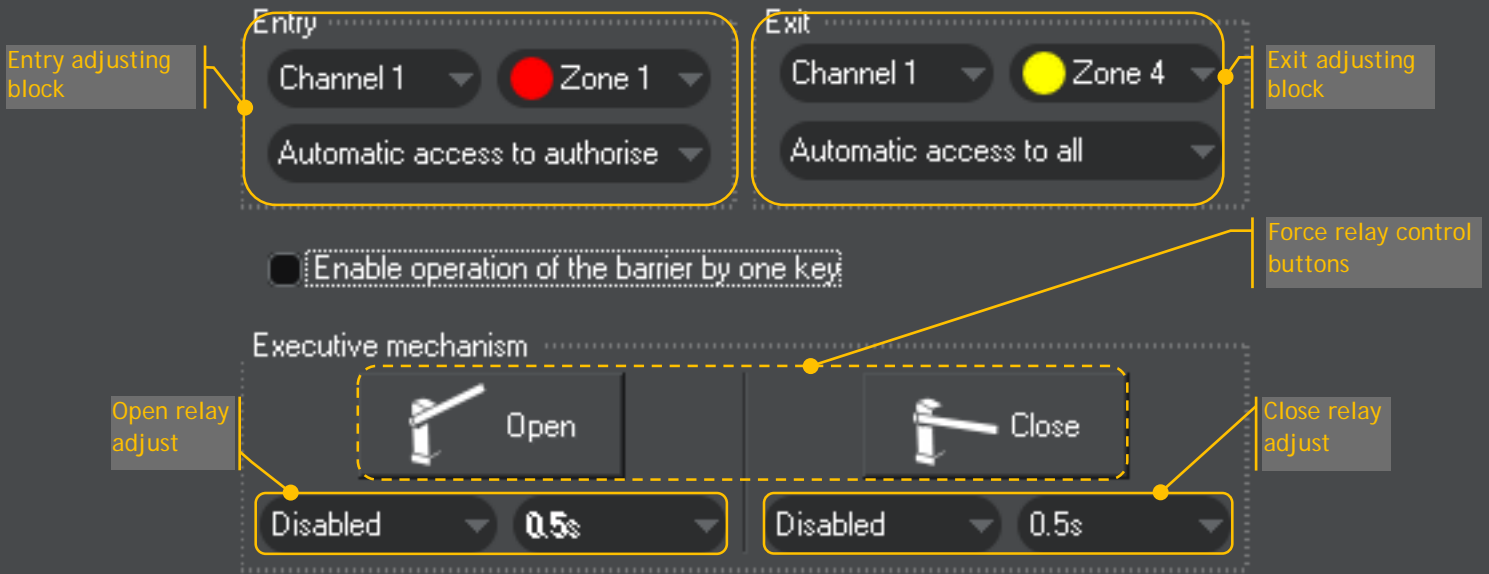 Entry
Exit
Entry adjusting
block
Channel 1
Zone 1
Channel 1
Zone 4
Exit adjusting
block
Automatic access to authorise
Automatic access to all
Force relay control
buttons
Enable operation of the barrier by one key
Executive mechanism
Open relay
adjust
Open
Close
Close relay
adjust
Disabled
0.5s
Disabled
0.5s